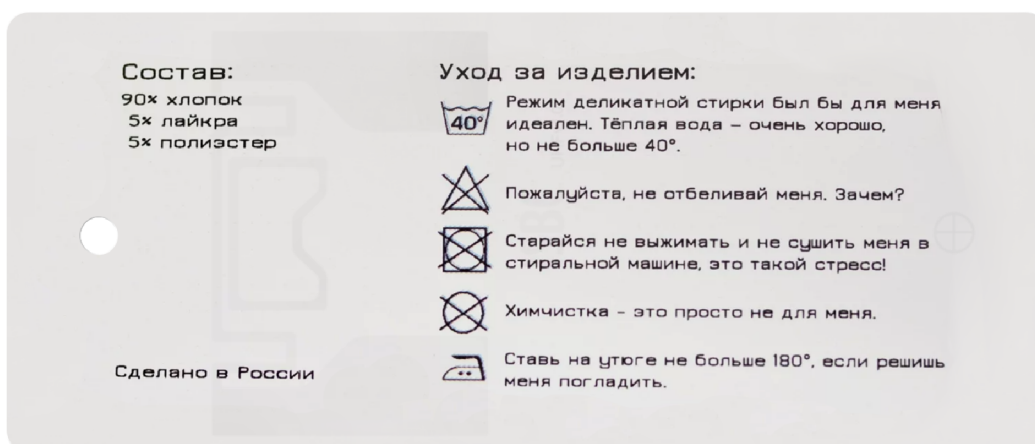 Состав:
90% хлопок
5% лайкра
5% полиэстер
Сделано в России
Уход за изделием:
40°
Режим деликатной стирки был бы для меня
идеален. Тёплая вода – очень хорошо,
но не больше 40°.
Пожалуйста, не отбеливай меня. Зачем?
Старайся не выжимать и не сушить меня в
стиральной машине, это такой стресс!
Химчистка – это просто не для меня.
Ставь на утюге не больше 180°, если решишь
меня погладить.